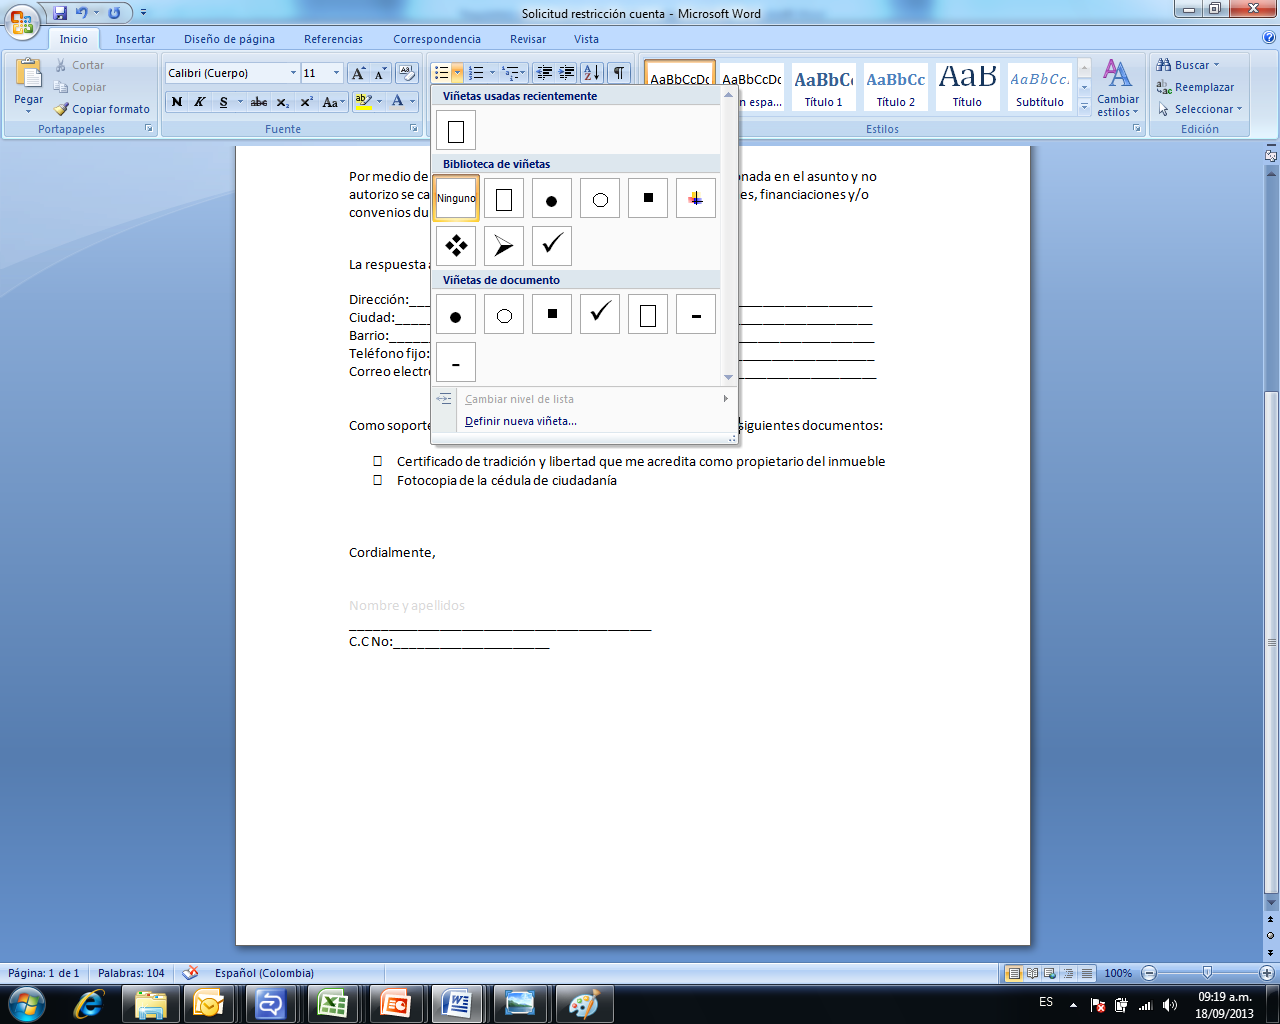 Solicitud restricción cuenta - Microsoft Word
Inicio Insertar Diseño de página Referencias Correspondencia Revisar Vista
Pegar
Cortar
Copiar
Copiar formato
Portapapeles
Calibri (Cuerpo) 11
N K S abc x₂ x² Aa
Fuente
AaBbCcDc AaBbCcDc AaBbC AaBbCc AaB AaBbCc.
n espa... Título 1 Título 2 Título Subtítulo
Cambiar estilos
Estilos
Buscar
Reemplazar
Seleccionar
Edición
Viñetas usadas recientemente
Biblioteca de viñetas
Ninguno
Viñetas de documento
Cambiar nivel de lista
Definir nueva viñeta...
Por medio de onada en el asunto y no
autorizo se ca es, financiaciones y/o
convenios du
La respuesta a
Dirección:
Ciudad:
Barrio:
Teléfono fijo:
Correo electro
Como soporte siguientes documentos:
Certificado de tradición y libertad que me acredita como propietario del inmueble
Fotocopia de la cédula de ciudadanía
Cordialmente,
Nombre y apellidos
C.C No:
Página: 1 de 1 Palabras: 104 Español (Colombia) 100%
ES 09:19 a.m.
18/09/2013